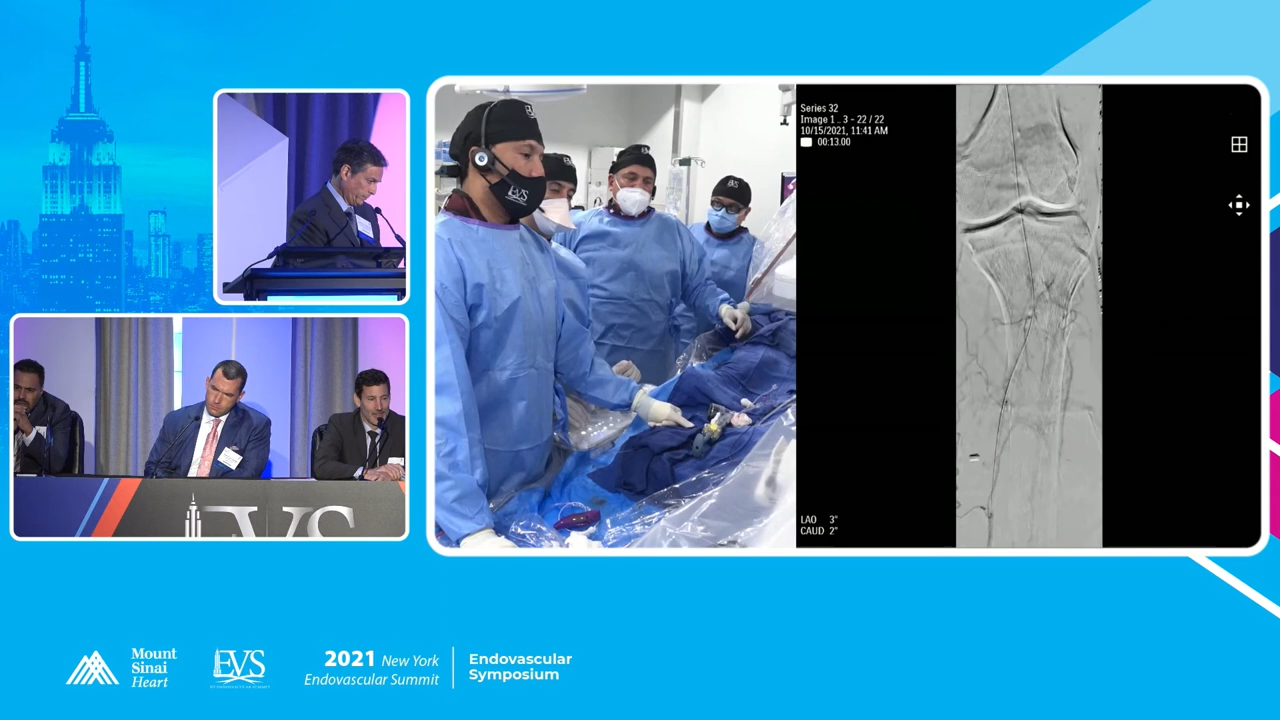 Series 32
Image 1 .. 3 - 22 / 22
10/15/2021, 11:41 AM
00:13.00
LAO 3°
CAUD 2°
EVS
EVS
Mount
Sinai
Heart
EVS
2021 New York
Endovascular Summit
Endovascular
Symposium